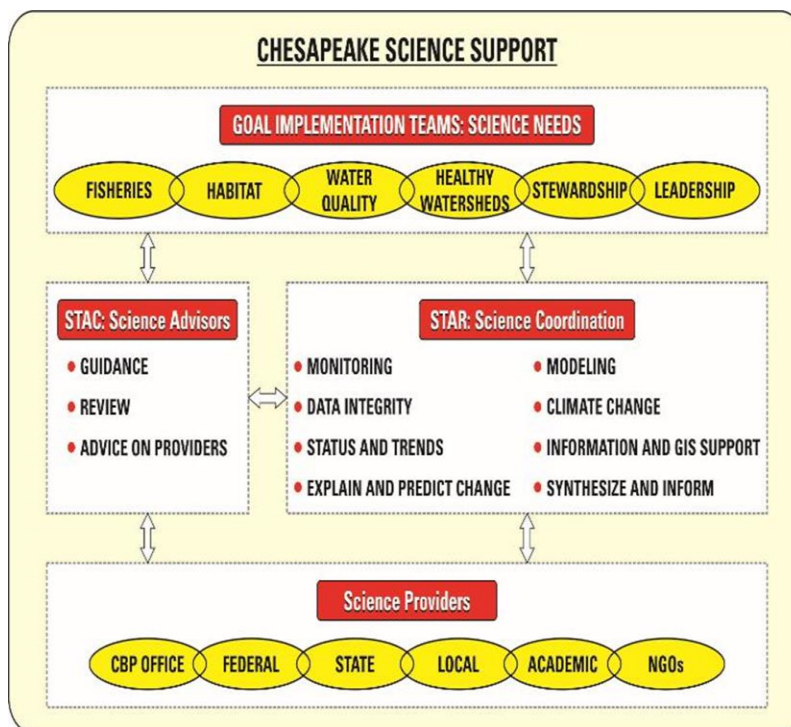 CHESAPEAKE SCIENCE SUPPORT
GOAL IMPLEMENTATION TEAMS: SCIENCE NEEDS
FISHERIES
HABITAT
WATER
QUALITY
HEALTHY
WATERSHEDS
STEWARDSHIP
LEADERSHIP
STAC: Science Advisors
• GUIDANCE
• REVIEW
• ADVICE ON PROVIDERS
STAR: Science Coordination
• MONITORING
• DATA INTEGRITY
• STATUS AND TRENDS
• EXPLAIN AND PREDICT CHANGE
• MODELING
• CLIMATE CHANGE
• INFORMATION AND GIS SUPPORT
• SYNTHESIZE AND INFORM
Science Providers
CBP OFFICE
FEDERAL
STATE
LOCAL
ACADEMIC
NGOs